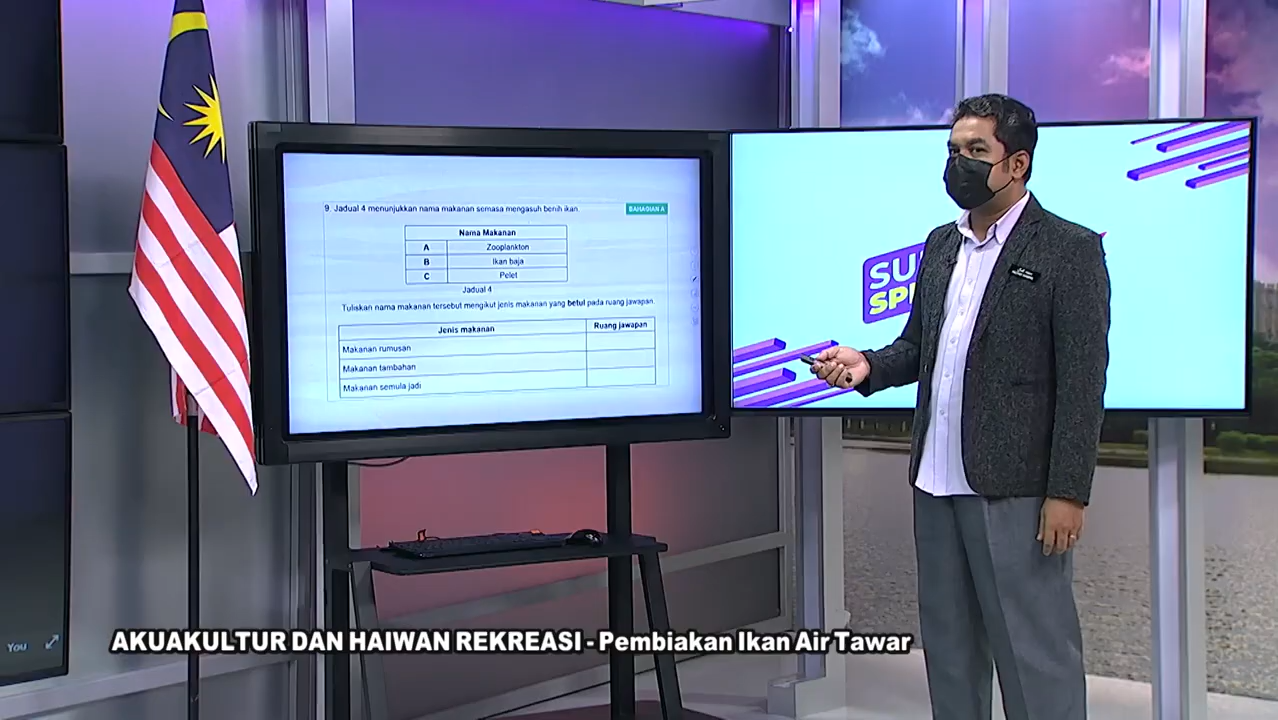 9. Jadual 4 menunjukkan nama makanan semasa mengasuh benih ikan.
BAHAGIAN A
Nama Makanan
A Zooplankton
B Ikan baja
C Pelet
Jadual 4
Tuliskan nama makanan tersebut mengikut jenis makanan yang betul pada ruang jawapan.
Jenis makanan Ruang jawapan
Makanan rumusan
Makanan tambahan
Makanan semula jadi
You
AKUAKULTUR DAN HAIWAN REKREASI - Pembiakan Ikan Air Tawar